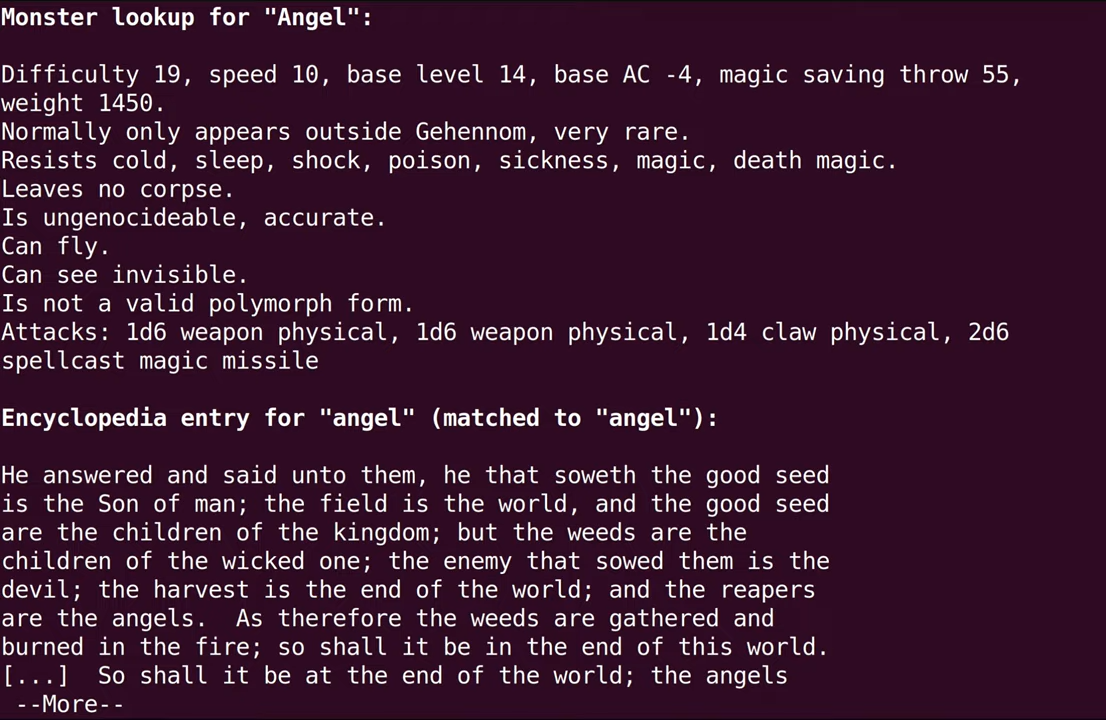 Monster lookup for "Angel":
Difficulty 19, speed 10, base level 14, base AC -4, magic saving throw 55,
weight 1450.
Normally only appears outside Gehennom, very rare.
Resists cold, sleep, shock, poison, sickness, magic, death magic.
Leaves no corpse.
Is ungenocideable, accurate.
Can fly.
Can see invisible.
Is not a valid polymorph form.
Attacks: 1d6 weapon physical, 1d6 weapon physical, 1d4 claw physical, 2d6
spellcast magic missile
Encyclopedia entry for "angel" (matched to "angel"):
He answered and said unto them, he that soweth the good seed
is the Son of man; the field is the world, and the good seed
are the children of the kingdom; but the weeds are the
children of the wicked one; the enemy that sowed them is the
devil; the harvest is the end of the world; and the reapers
are the angels.  As therefore the weeds are gathered and
burned in the fire; so shall it be in the end of this world.
[...]  So shall it be at the end of the world; the angels
--More--